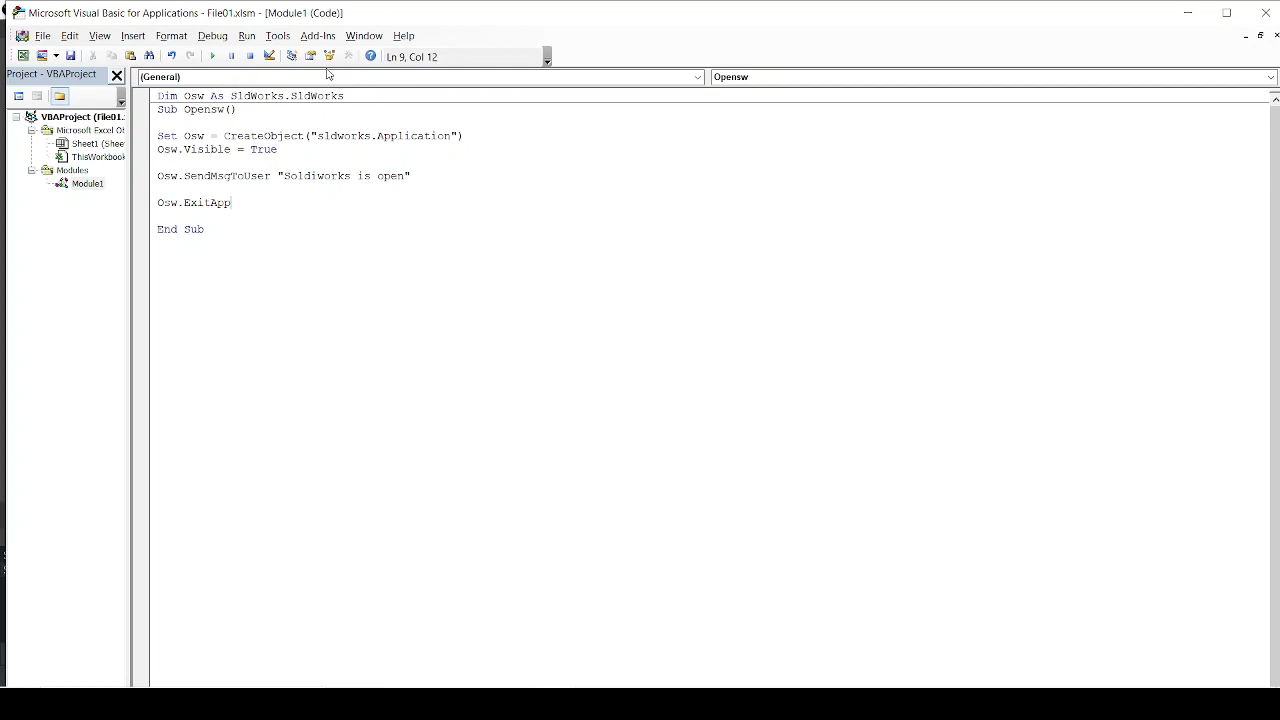 Microsoft Visual Basic for Applications - File01.xlsm - [Module1 (Code)]
File Edit View Insert Format Debug Run Tools Add-Ins Window Help
Ln 9, Col 12
Project - VBAProject
(General) Opensw
VBAProject (File01.
Microsoft Excel Ob
Sheet1 (Shee
ThisWorkbook
Modules
Module1
Dim Osw As SldWorks.SldWorks
Sub Opensw()
Set Osw = CreateObject("sldworks.Application")
Osw.Visible = True
Osw.SendMsgToUser "Soldiworks is open"
Osw.ExitApp
End Sub